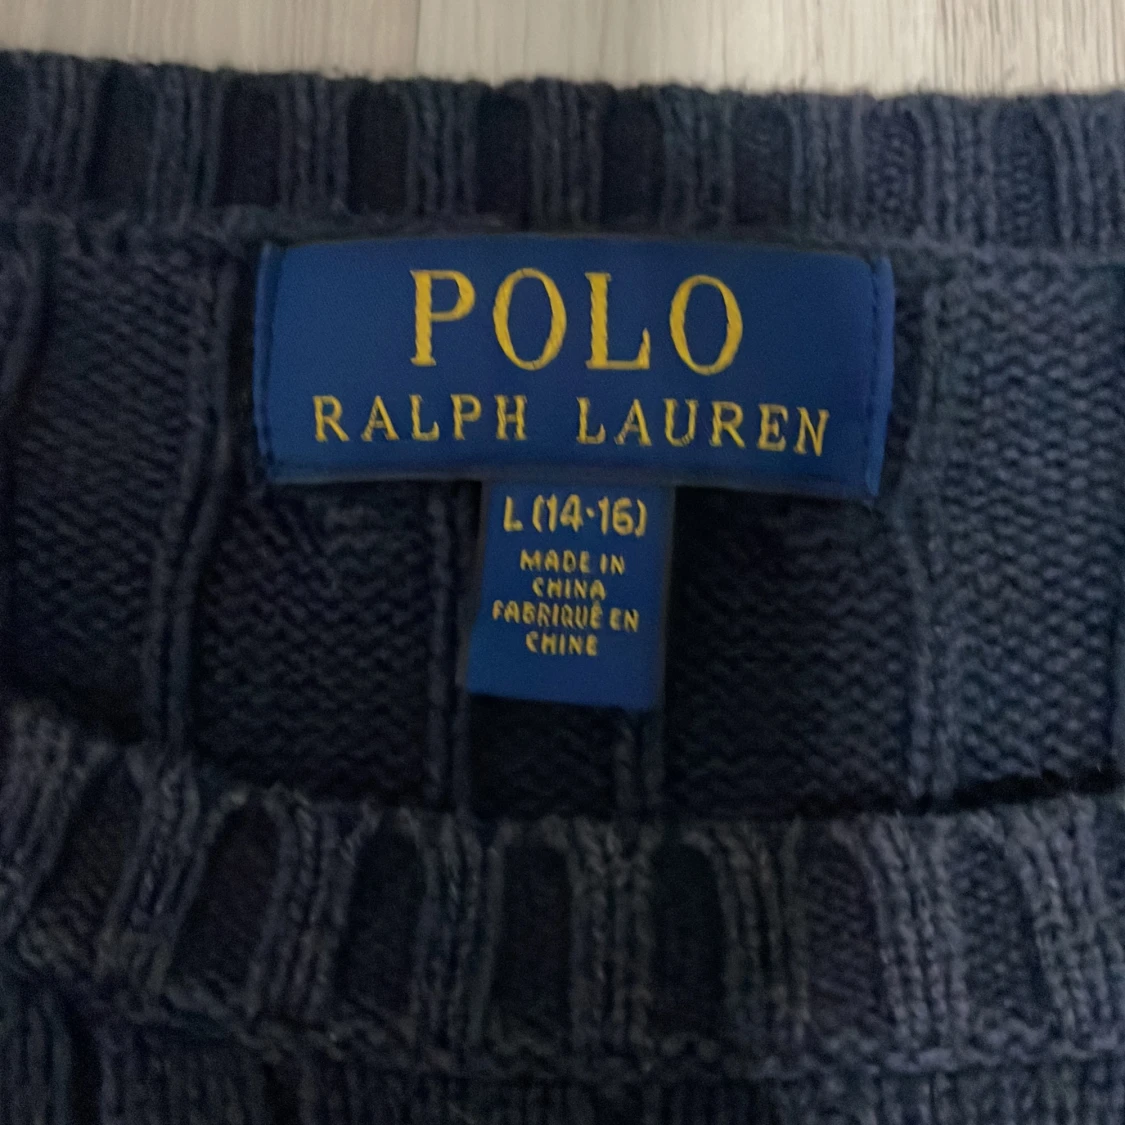 POLO
RALPH LAUREN
L (14-16)
MADE IN
CHINA
FABRIQUÉ EN
CHINE